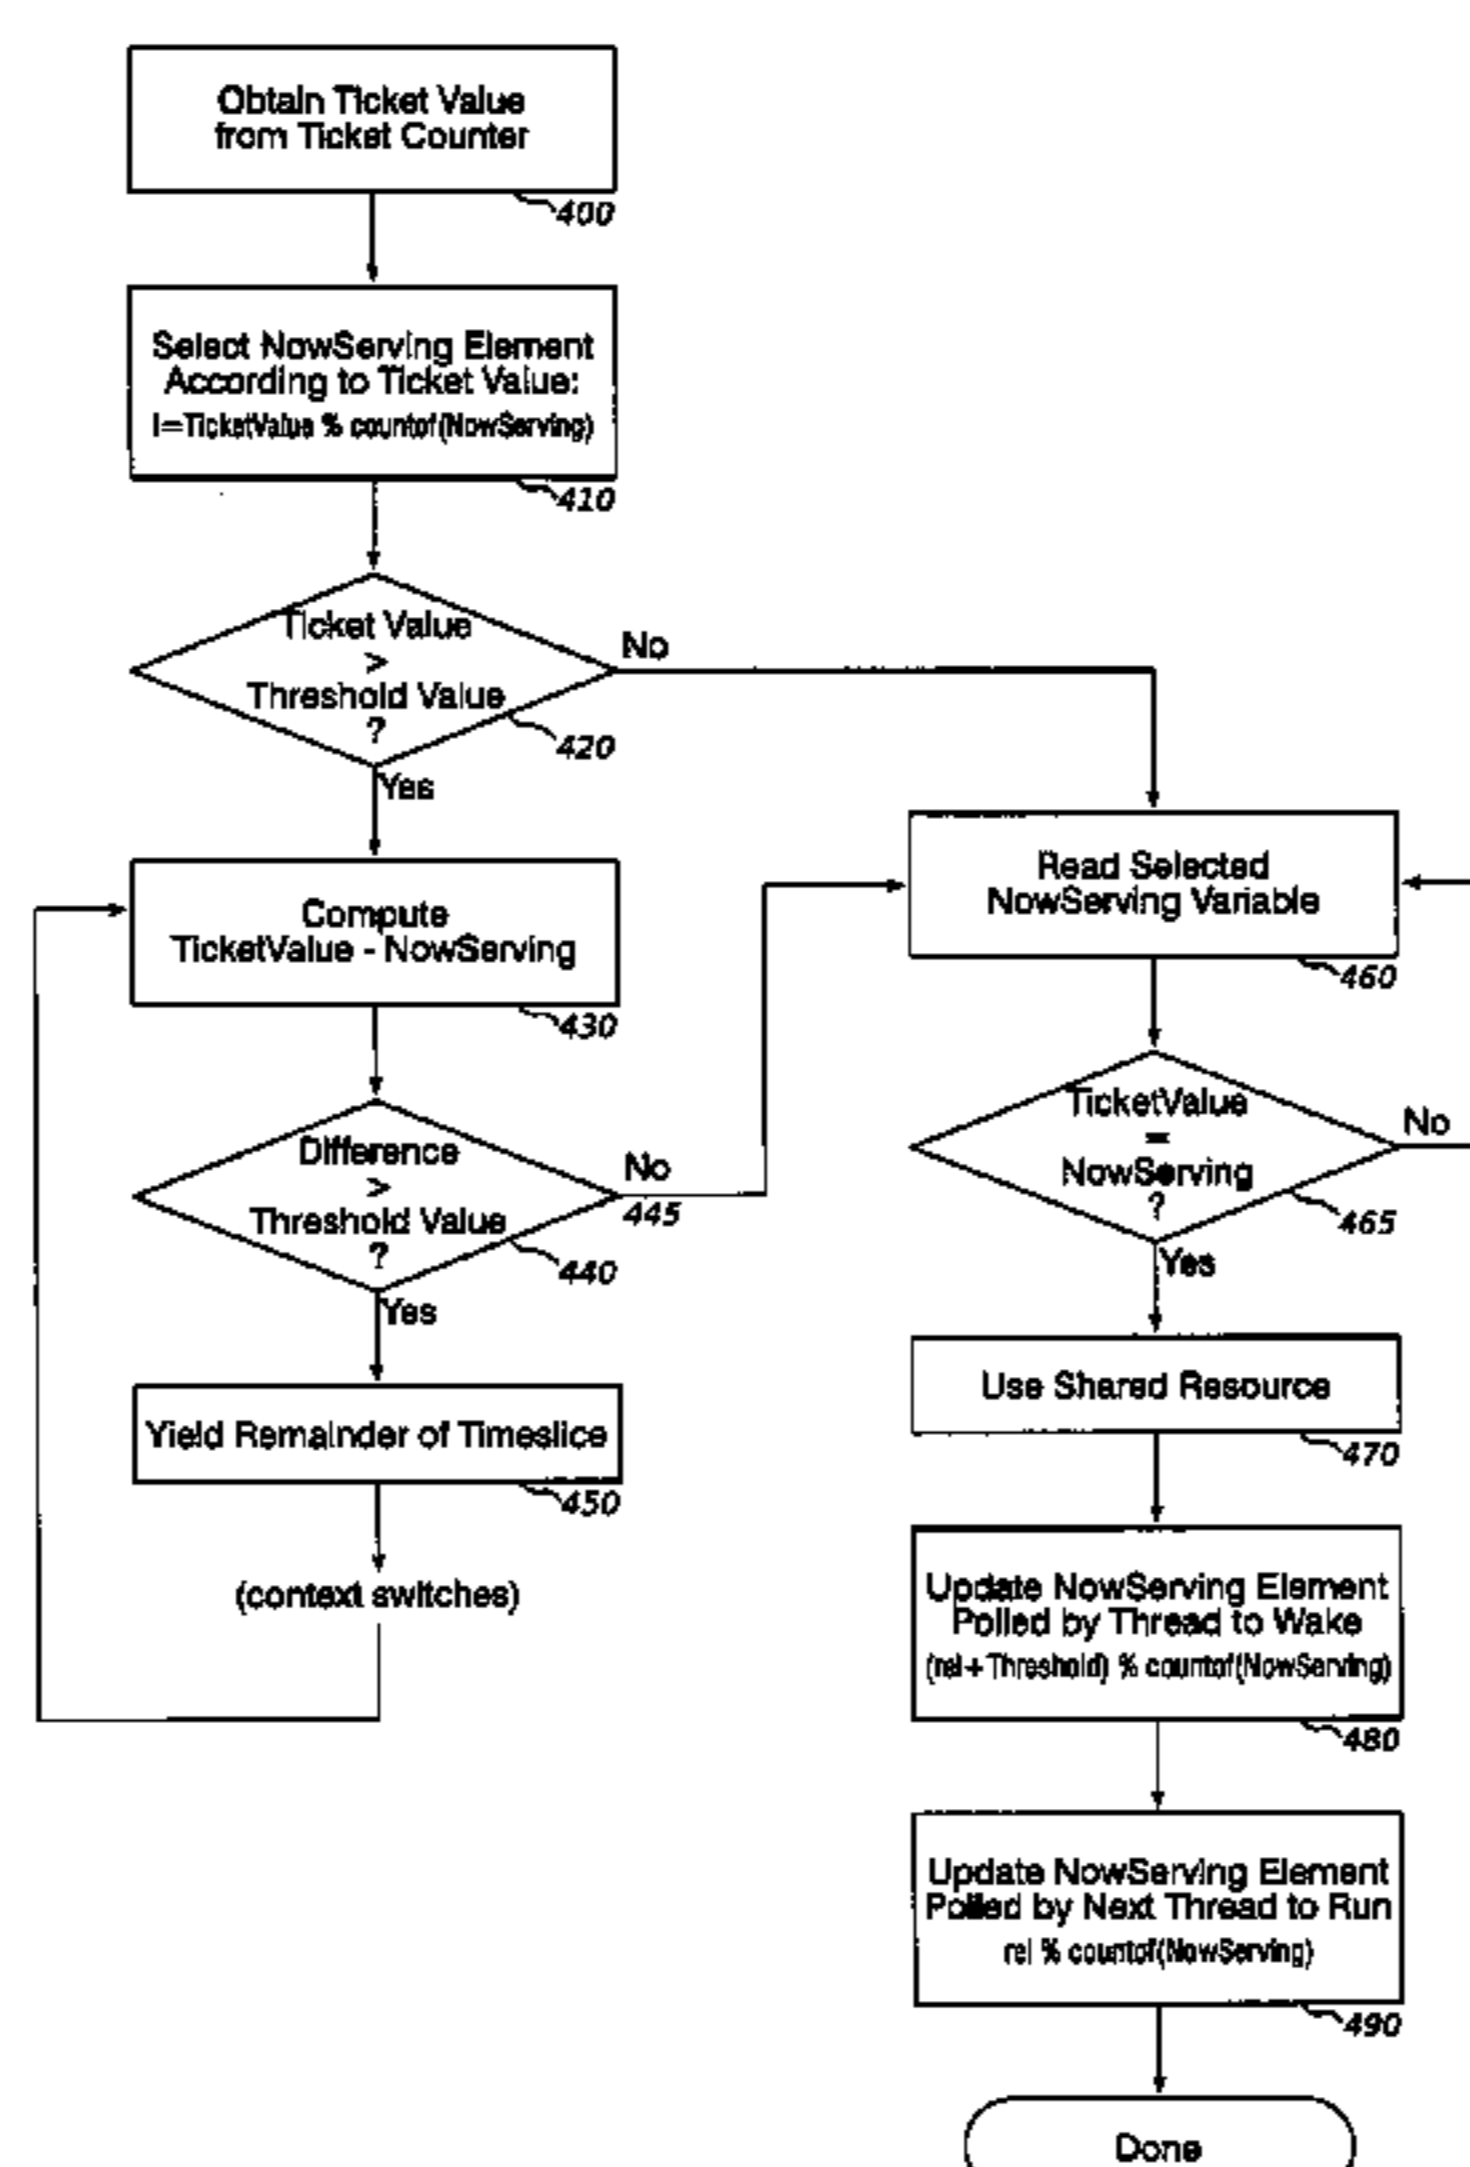 Obtain Ticket Value
from Ticket Counter
400
Select NowServing Element
According to Ticket Value:
i=TicketValue % countof(NowServing)
410
Ticket Value
>
Threshold Value
?
420
No
Yes
Compute
TicketValue - NowServing
430
Difference
>
Threshold Value
?
440
No
445
Yes
Yield Remainder of Timeslice
450
(context switches)
Read Selected
NowServing Variable
460
TicketValue
=
NowServing
?
465
No
Yes
Use Shared Resource
470
Update NowServing Element
Polled by Thread to Wake
(rel+Threshold) % countof(NowServing)
480
Update NowServing Element
Polled by Next Thread to Run
rel % countof(NowServing)
490
Done